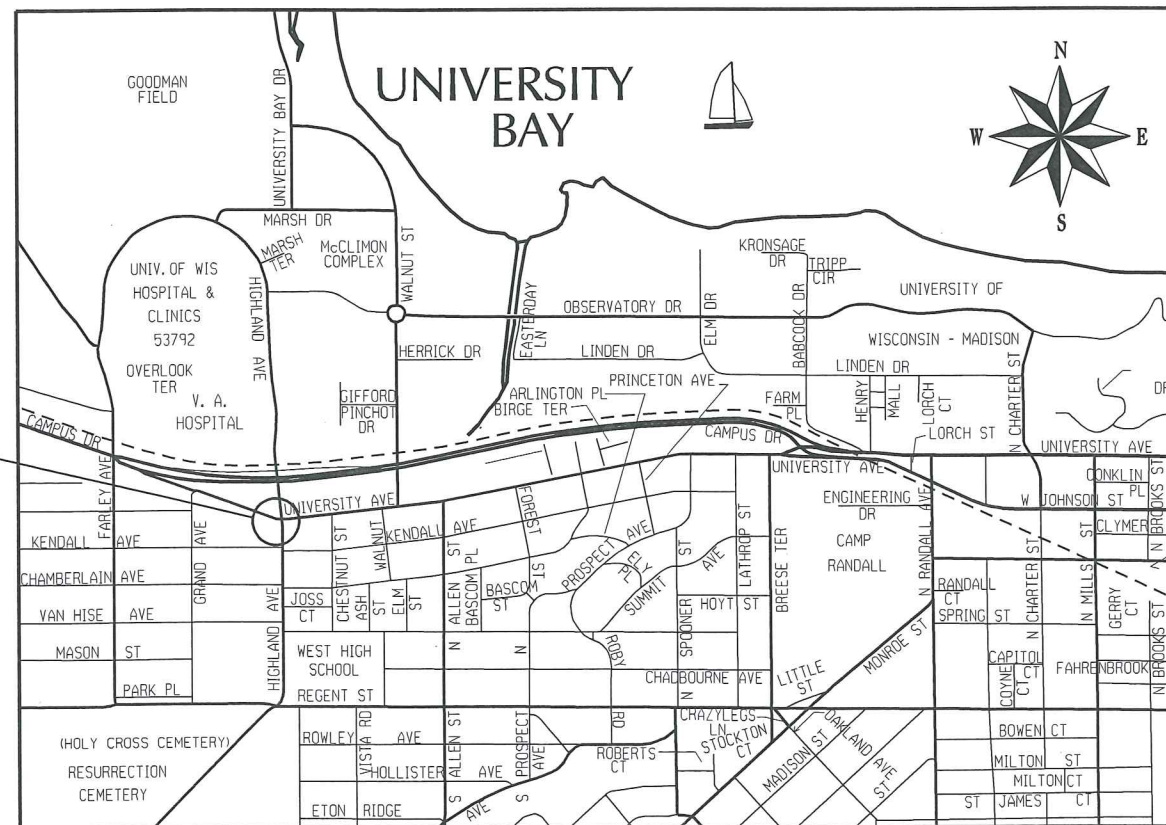 GOODMAN
FIELD
UNIVERSITY BAY DR
UNIVERSITY
BAY
N
W
E
S
MARSH DR
MARSH
TER
McCLIMON
COMPLEX
WALNUT ST
KRONSAGE
DR
TRIPP
CIR
UNIV. OF WIS
HOSPITAL &
CLINICS
53792
HIGHLAND AVE
OBSERVATORY DR
ELM DR
BABCOCK DR
UNIVERSITY OF
WISCONSIN - MADISON
EASTERDAY
LN
HERRICK DR
LINDEN DR
LINDEN DR
OVERLOOK
TER
V. A.
HOSPITAL
GIFFORD
PINCHOT
DR
ARLINGTON PL
PRINCETON AVE
BIRGE TER
FARM
PL
HENRY
MALL
LORCH
CT
N CHARTER ST
DR
CAMPUS DR
CAMPUS DR
LORCH ST
UNIVERSITY AVE
UNIVERSITY AVE
UNIVERSITY AVE
CONKLIN
PL
ENGINEERING
DR
W JOHNSON ST
N BROOKS ST
FARLEY AVE
GRAND AVE
KENDALL AVE
CHESTNUT ST
WALNUT
KENDALL AVE
FOREST
ST
PROSPECT AVE
ELY
PL
SUMMIT AVE
LATHROP ST
BREESE TER
CAMP
RANDALL
N RANDALL AVE
CLYMER
CHAMBERLAIN AVE
JOSS
CT
ASH
ST
ELM
ST
N ALLEN ST
BASCOM PL
BASCOM
ST
HOYT ST
N SPOONER ST
RANDALL
CT
SPRING ST
N CHARTER ST
N MILLS ST
GERRY
CT
N BROOKS ST
VAN HISE AVE
HIGHLAND AVE
MASON ST
WEST HIGH
SCHOOL
N
ROBY
RD
CHADBOURNE AVE
LITTLE
ST
MONROE ST
CAPITOL
CT
COYNE
CT
FAHRENBROOK
PARK PL
REGENT ST
(HOLY CROSS CEMETERY)
RESURRECTION
CEMETERY
ROWLEY AVE
VISTA RD
S ALLEN ST
S PROSPECT
AVE
HOLLISTER AVE
ROBERTS
CT
CRAZYLEGS
LN
STOCKTON
CT
MADISON ST
OAKLAND AVE
ST
BOWEN CT
MILTON ST
MILTON CT
ST JAMES CT
ETON RIDGE
AVE